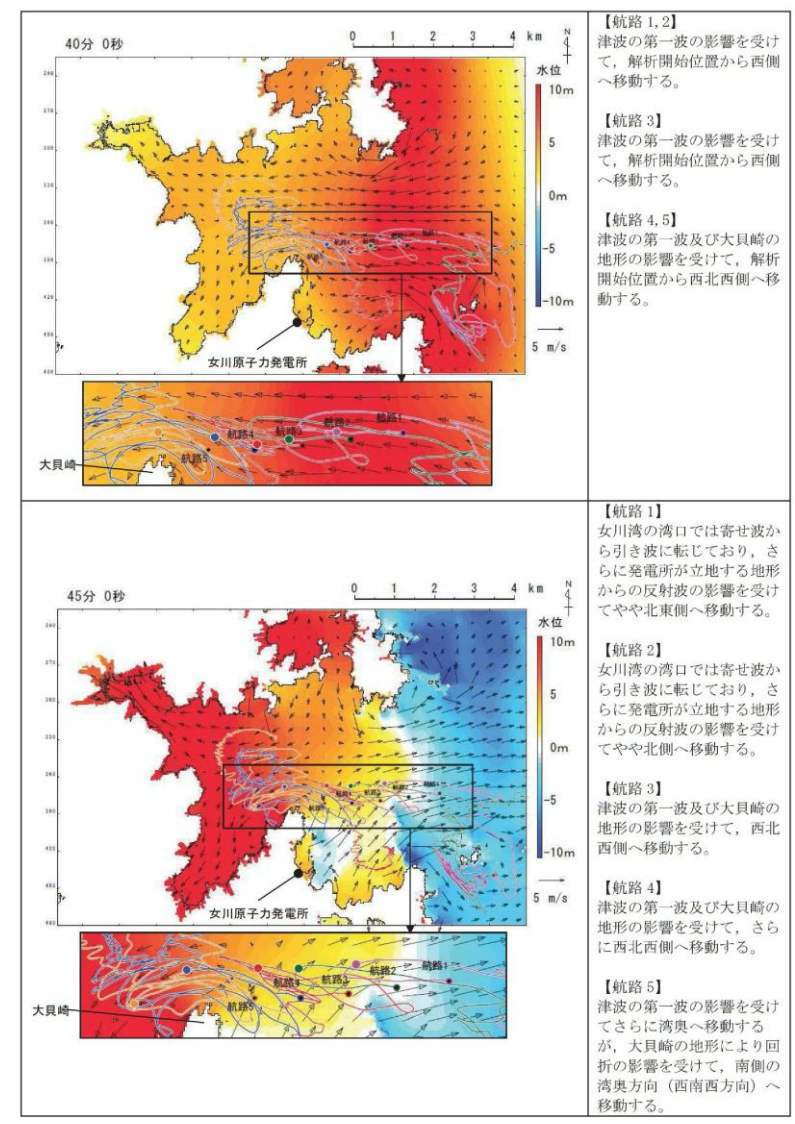 40分 0秒
0 1 2 3 4 km
N
水位
10m
5
0m
-5
-10m
5 m/s
女川原子力発電所
航路1
航路2
航路3
航路4
航路5
大貝崎
【航路 1,2】
津波の第一波の影響を受け
て，解析開始位置から西側
へ移動する。
【航路 3】
津波の第一波の影響を受け
て，解析開始位置から西側
へ移動する。
【航路 4,5】
津波の第一波及び大貝崎の
地形の影響を受けて，解析
開始位置から西北西側へ移
動する。
45分 0秒
0 1 2 3 4 km
N
水位
10m
5
0m
-5
-10m
5 m/s
女川原子力発電所
航路1
航路2
航路3
航路4
航路5
大貝崎
【航路 1】
女川湾の湾口では寄せ波か
ら引き波に転じており，さ
らに発電所が立地する地形
からの反射波の影響を受け
てやや北東側へ移動する。
【航路 2】
女川湾の湾口では寄せ波か
ら引き波に転じており，さ
らに発電所が立地する地形
からの反射波の影響を受け
てやや北側へ移動する。
【航路 3】
津波の第一波及び大貝崎の
地形の影響を受けて，西北
西側へ移動する。
【航路 4】
津波の第一波及び大貝崎の
地形の影響を受けて，さら
に西北西側へ移動する。
【航路 5】
津波の第一波の影響を受け
てさらに湾奥へ移動する
が，大貝崎の地形により回
折の影響を受けて，南側の
湾奥方向（西南西方向）へ
移動する。